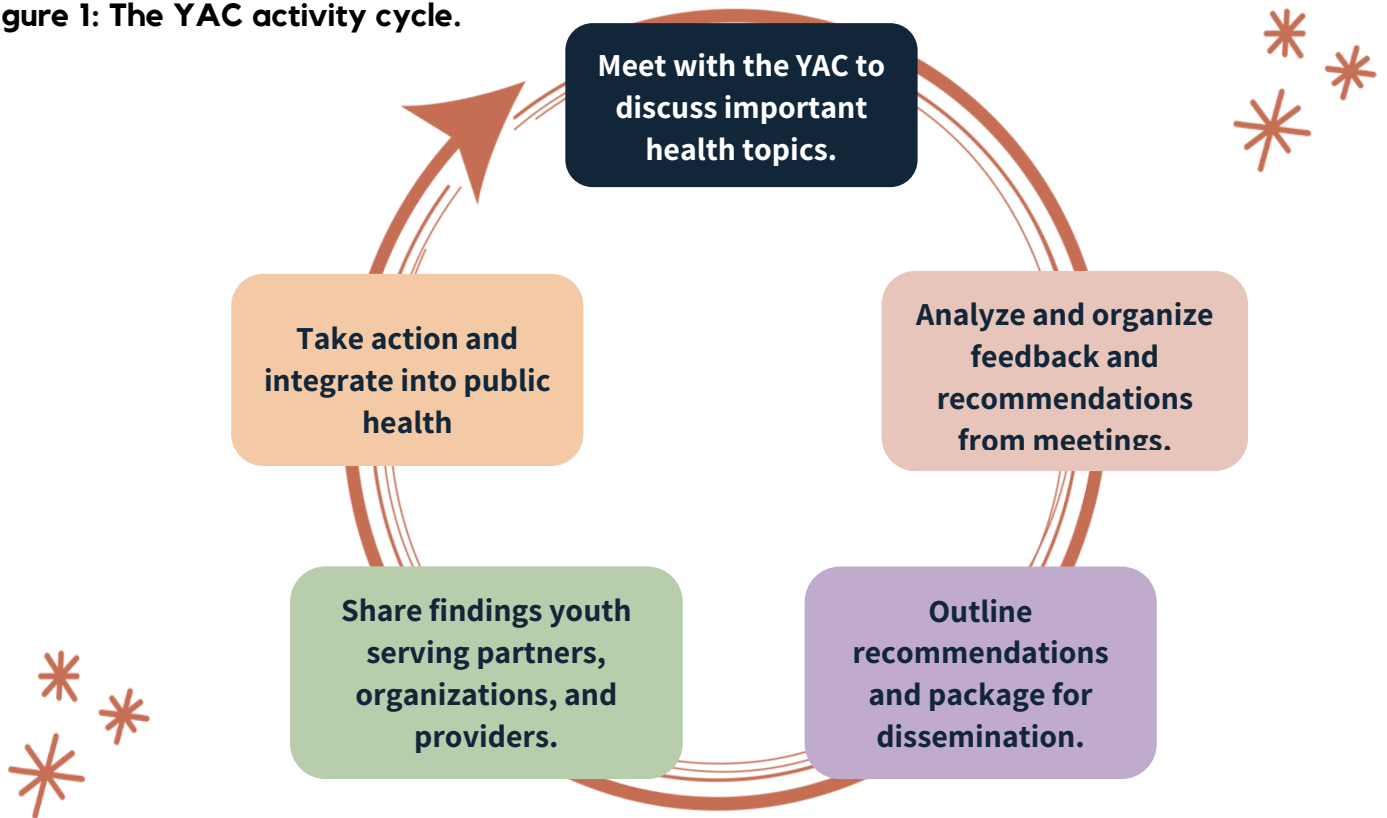 gure 1: The YAC activity cycle.
Meet with the YAC to
discuss important
health topics.
Analyze and organize
feedback and
recommendations
from meetings.
Outline
recommendations
and package for
dissemination.
Share findings youth
serving partners,
organizations, and
providers.
Take action and
integrate into public
health